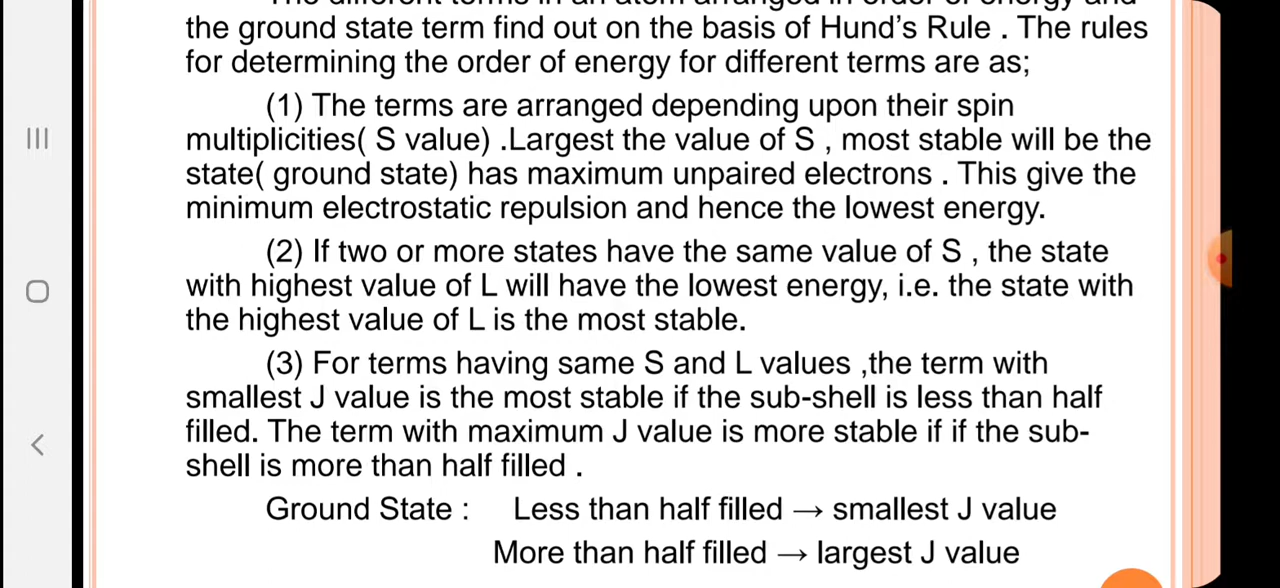 the ground state term find out on the basis of Hund's Rule . The rules
for determining the order of energy for different terms are as;
(1) The terms are arranged depending upon their spin
multiplicities( S value) .Largest the value of S , most stable will be the
state( ground state) has maximum unpaired electrons . This give the
minimum electrostatic repulsion and hence the lowest energy.
(2) If two or more states have the same value of S , the state
with highest value of L will have the lowest energy, i.e. the state with
the highest value of L is the most stable.
(3) For terms having same S and L values ,the term with
smallest J value is the most stable if the sub-shell is less than half
filled. The term with maximum J value is more stable if if the sub-
shell is more than half filled .
Ground State : Less than half filled → smallest J value
More than half filled → largest J value